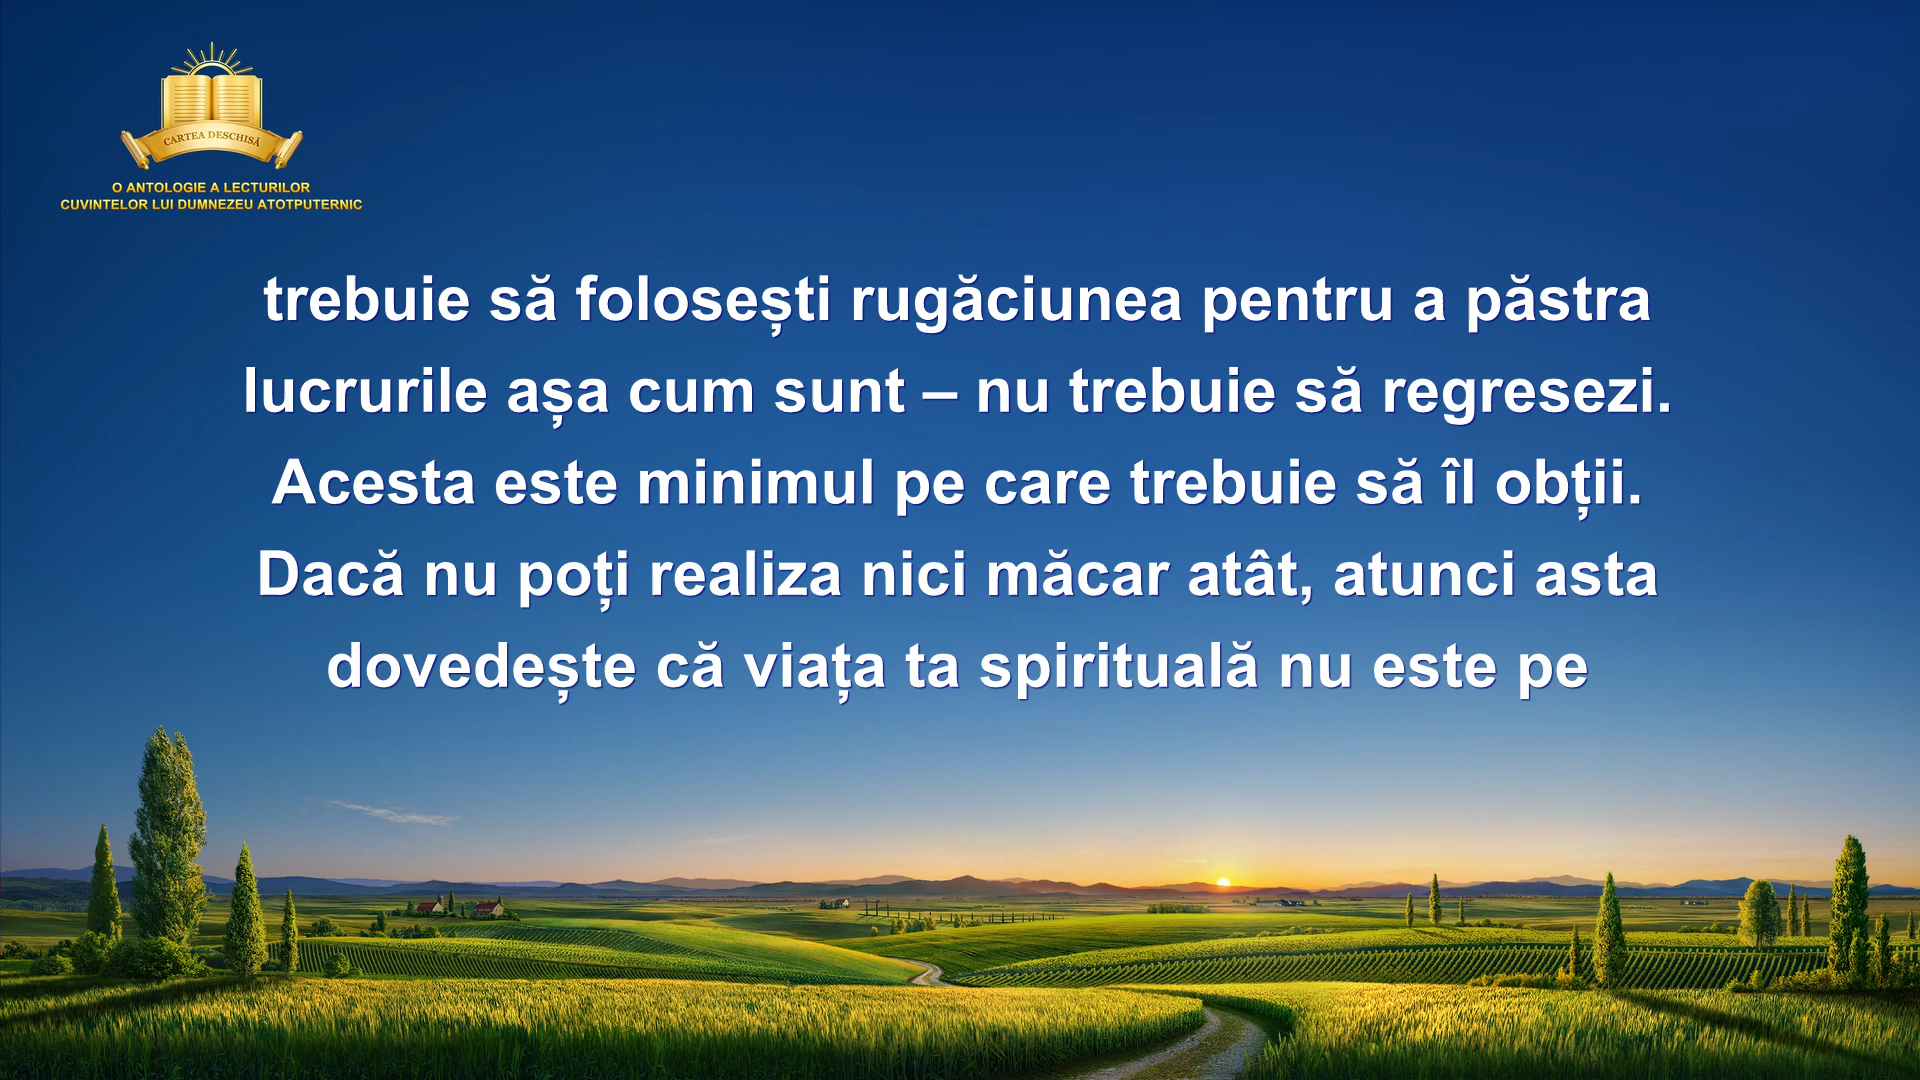 CARTEA DESCHISĂ
O ANTOLOGIE A LECTURILOR
CUVINTELOR LUI DUMNEZEU ATOTPUTERNIC
trebuie să folosești rugăciunea pentru a păstra
lucrurile așa cum sunt – nu trebuie să regresezi.
Acesta este minimul pe care trebuie să îl obții.
Dacă nu poți realiza nici măcar atât, atunci asta
dovedește că viața ta spirituală nu este pe